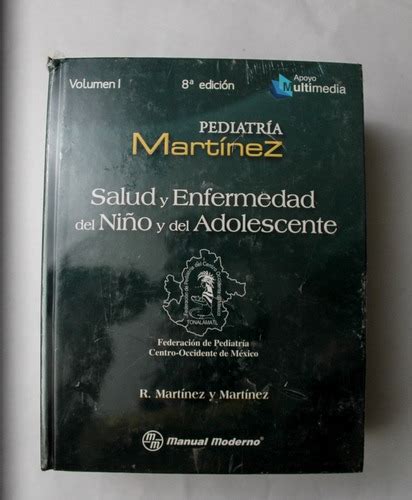 Volumen I 8ª edición Apoyo Multimedia
PEDIATRÍA
Martínez
Salud y Enfermedad
del Niño y del Adolescente
TONALAMATL
Federación de Pediatría
Centro-Occidente de México
R. Martínez y Martínez
Manual Moderno®